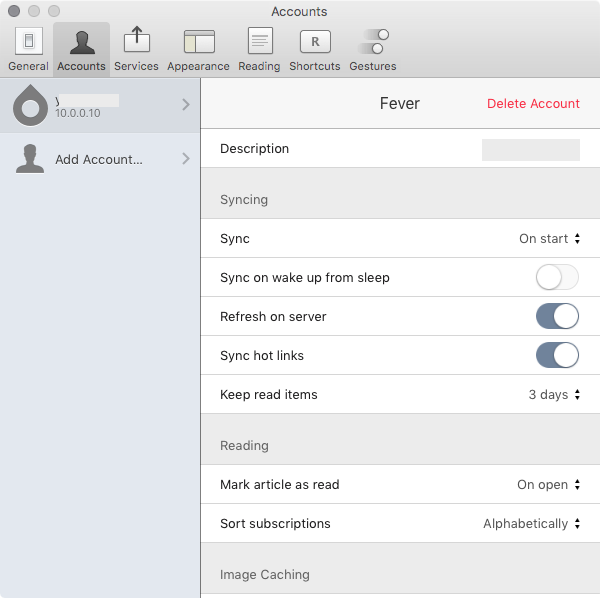 Accounts
General Accounts Services Appearance Reading Shortcuts Gestures
R
10.0.0.10
Add Account...
Fever Delete Account
Description
Syncing
Sync On start
Sync on wake up from sleep
Refresh on server
Sync hot links
Keep read items 3 days
Reading
Mark article as read On open
Sort subscriptions Alphabetically
Image Caching